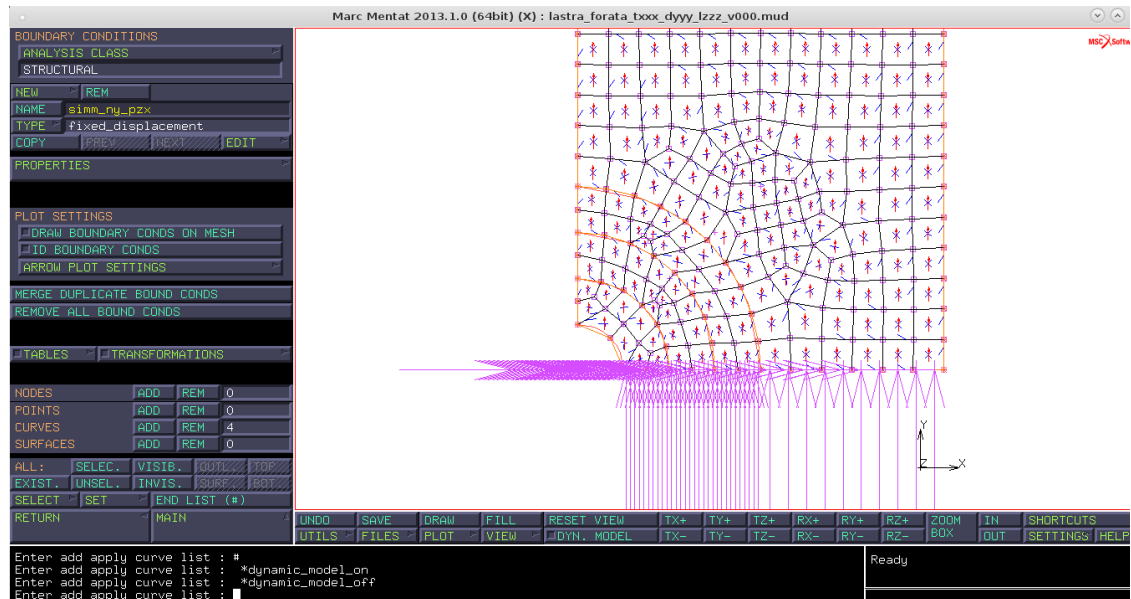 Marc Mentat 2013.1.0 (64bit) (X) : lastra_forata_txxx_dyyy_lzzz_v000.mud
BOUNDARY CONDITIONS
ANALYSIS CLASS
STRUCTURAL
NEW REM
NAME simm_ny_pzx
TYPE fixed_displacement
COPY PREV NEXT EDIT
PROPERTIES
PLOT SETTINGS
DRAW BOUNDARY CONDS ON MESH
ID BOUNDARY CONDS
ARROW PLOT SETTINGS
MERGE DUPLICATE BOUND CONDS
REMOVE ALL BOUND CONDS
TABLES TRANSFORMATIONS
NODES ADD REM 0
POINTS ADD REM 0
CURVES ADD REM 4
SURFACES ADD REM 0
ALL: SELEC. VISIB. OUTL. TOP
EXIST. UNSEL. INVIS. SURF. BOT.
SELECT SET END LIST (#)
RETURN MAIN
MSC Software
Y
Z X
UNDO SAVE DRAW FILL RESET VIEW TX+ TY+ TZ+ RX+ RY+ RZ+ ZOOM BOX IN SHORTCUTS
UTILS FILES PLOT VIEW DYN. MODEL TX- TY- TZ- RX- RY- RZ- OUT SETTINGS HELP
Enter add apply curve list : #
Enter add apply curve list : *dynamic_model_on
Enter add apply curve list : *dynamic_model_off
Enter add apply curve list :
Ready